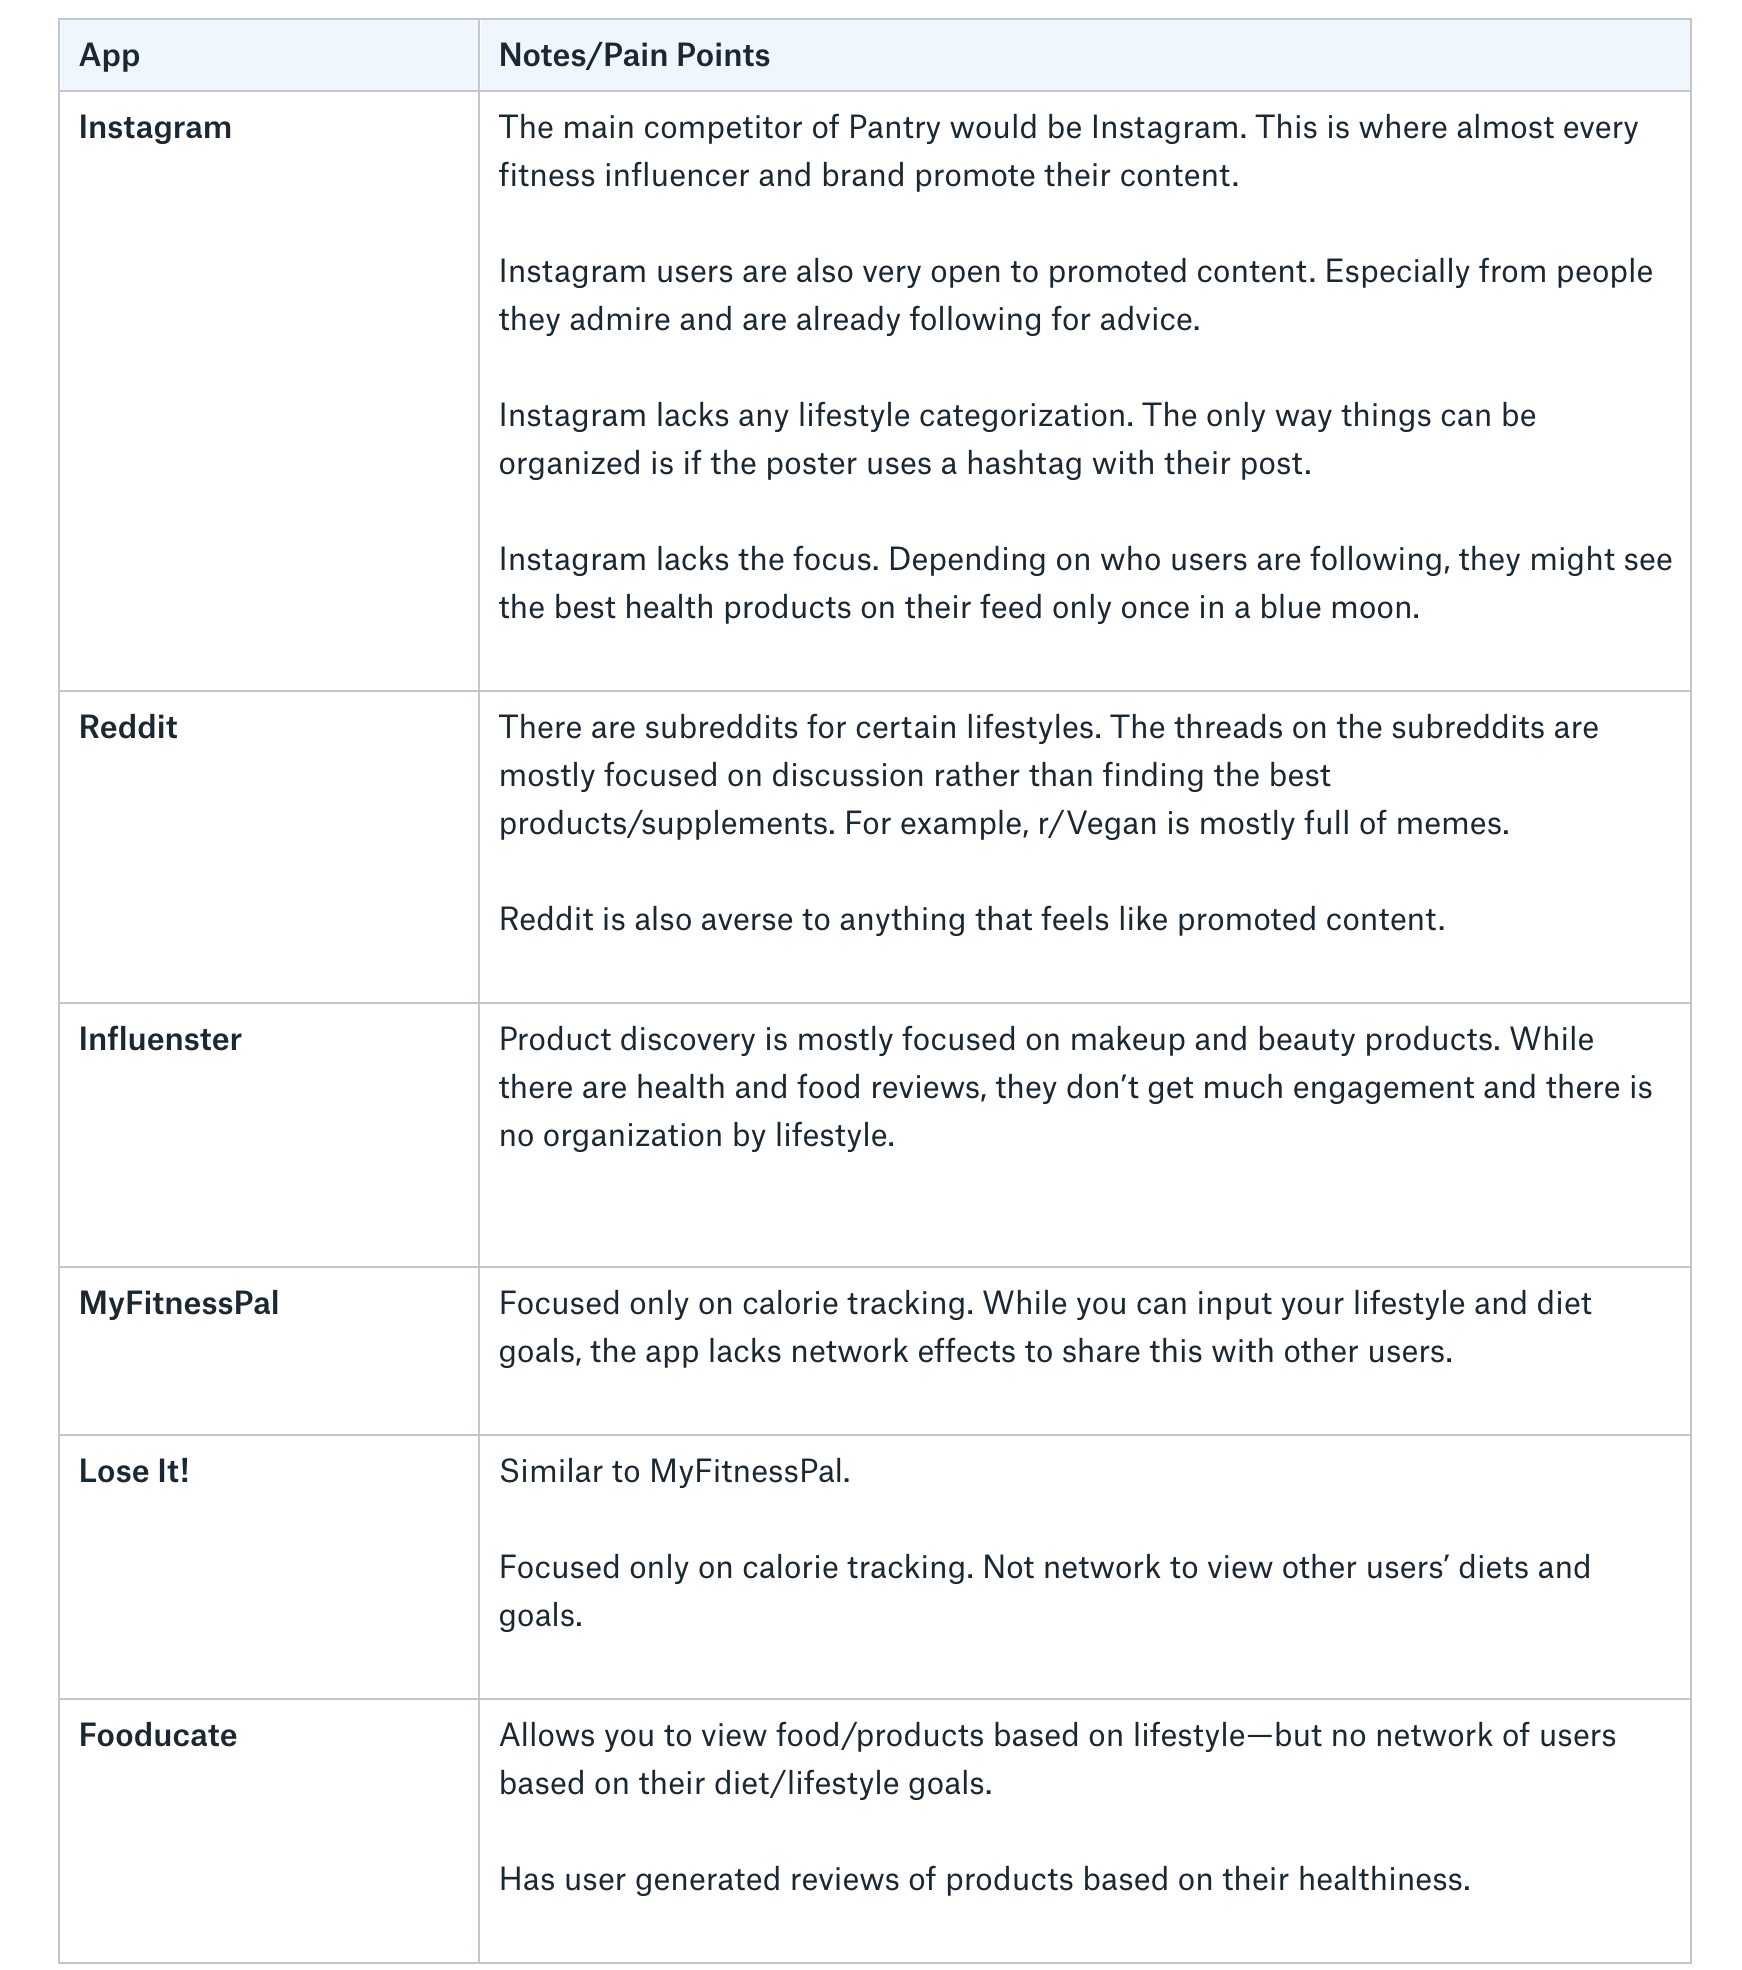 App
Notes/Pain Points
Instagram
The main competitor of Pantry would be Instagram. This is where almost every
fitness influencer and brand promote their content.
Instagram users are also very open to promoted content. Especially from people
they admire and are already following for advice.
Instagram lacks any lifestyle categorization. The only way things can be
organized is if the poster uses a hashtag with their post.
Instagram lacks the focus. Depending on who users are following, they might see
the best health products on their feed only once in a blue moon.
Reddit
There are subreddits for certain lifestyles. The threads on the subreddits are
mostly focused on discussion rather than finding the best
products/supplements. For example, r/Vegan is mostly full of memes.
Reddit is also averse to anything that feels like promoted content.
Influenster
Product discovery is mostly focused on makeup and beauty products. While
there are health and food reviews, they don’t get much engagement and there is
no organization by lifestyle.
MyFitnessPal
Focused only on calorie tracking. While you can input your lifestyle and diet
goals, the app lacks network effects to share this with other users.
Lose It!
Similar to MyFitnessPal.
Focused only on calorie tracking. Not network to view other users’ diets and
goals.
Fooducate
Allows you to view food/products based on lifestyle—but no network of users
based on their diet/lifestyle goals.
Has user generated reviews of products based on their healthiness.